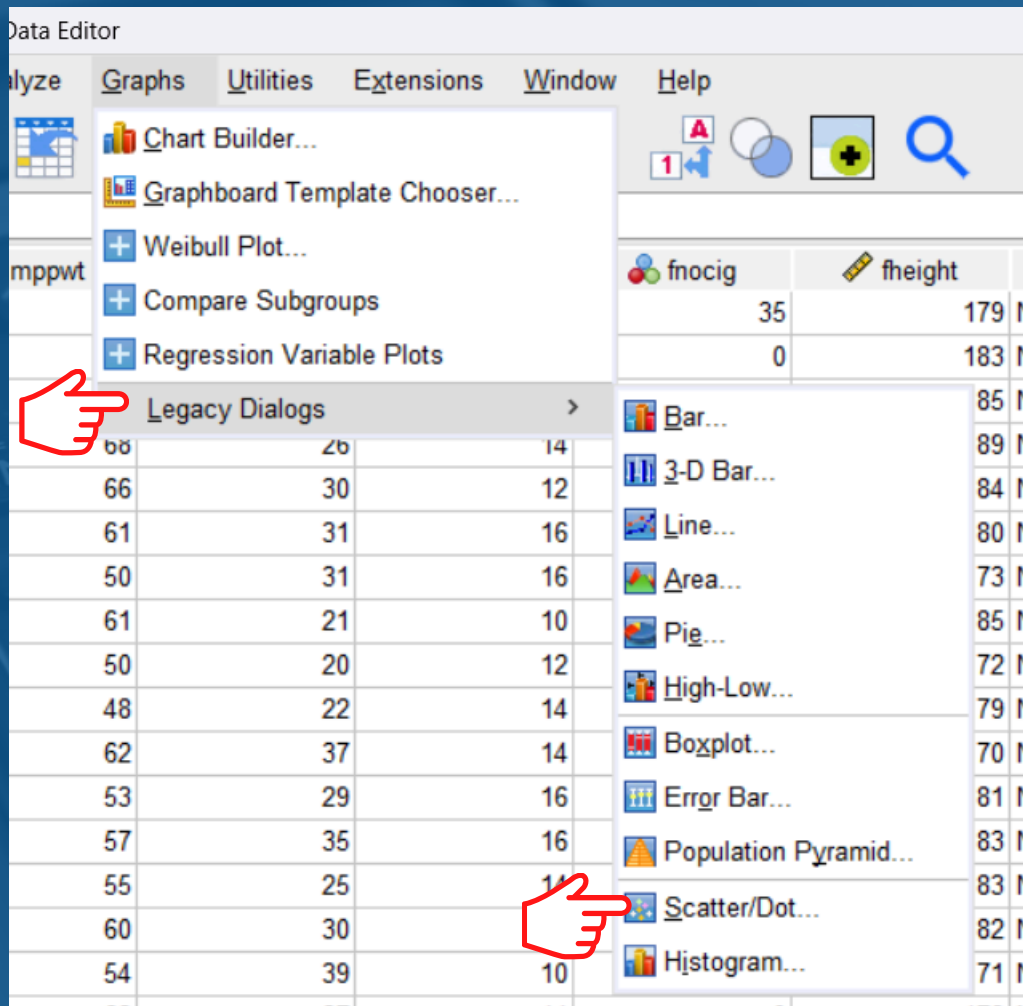 Data Editor
alyze Graphs Utilities Extensions Window Help
Chart Builder...
A
1
Graphboard Template Chooser...
Weibull Plot...
mppwt fnocig fheight
35 179
Compare Subgroups
0 183
Regression Variable Plots
Legacy Dialogs >
85
Bar...
68 26 14 89
3-D Bar...
66 30 12 84
Line...
61 31 16 80
Area...
50 31 16 73
Pie...
61 21 10 85
50 20 12 72
High-Low...
48 22 14 79
Boxplot...
62 37 14 70
Error Bar...
53 29 16 81
Population Pyramid...
57 35 16 83
55 25 14 83
Scatter/Dot...
60 30 82
Histogram...
54 39 10 71